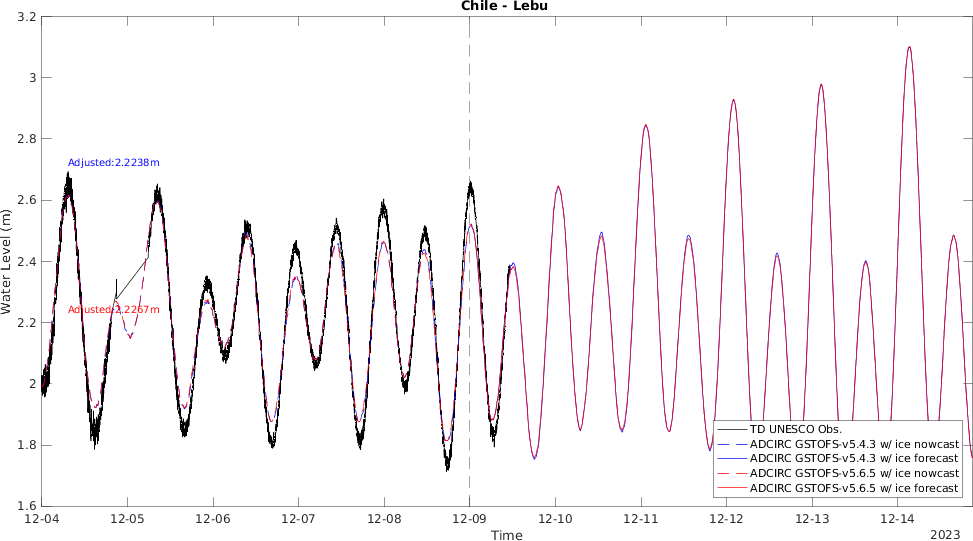 Chile - Lebu
3.2
3
2.8
2.6
2.4
2.2
2
1.8
1.6
Water Level (m)
Adjusted:2.2238m
Adjusted:2.2267m
TD UNESCO Obs.
ADCIRC GSTOFS-v5.4.3 w/ ice nowcast
ADCIRC GSTOFS-v5.4.3 w/ ice forecast
ADCIRC GSTOFS-v5.6.5 w/ ice nowcast
ADCIRC GSTOFS-v5.6.5 w/ ice forecast
12-04 12-05 12-06 12-07 12-08 12-09 12-10 12-11 12-12 12-13 12-14
Time
2023